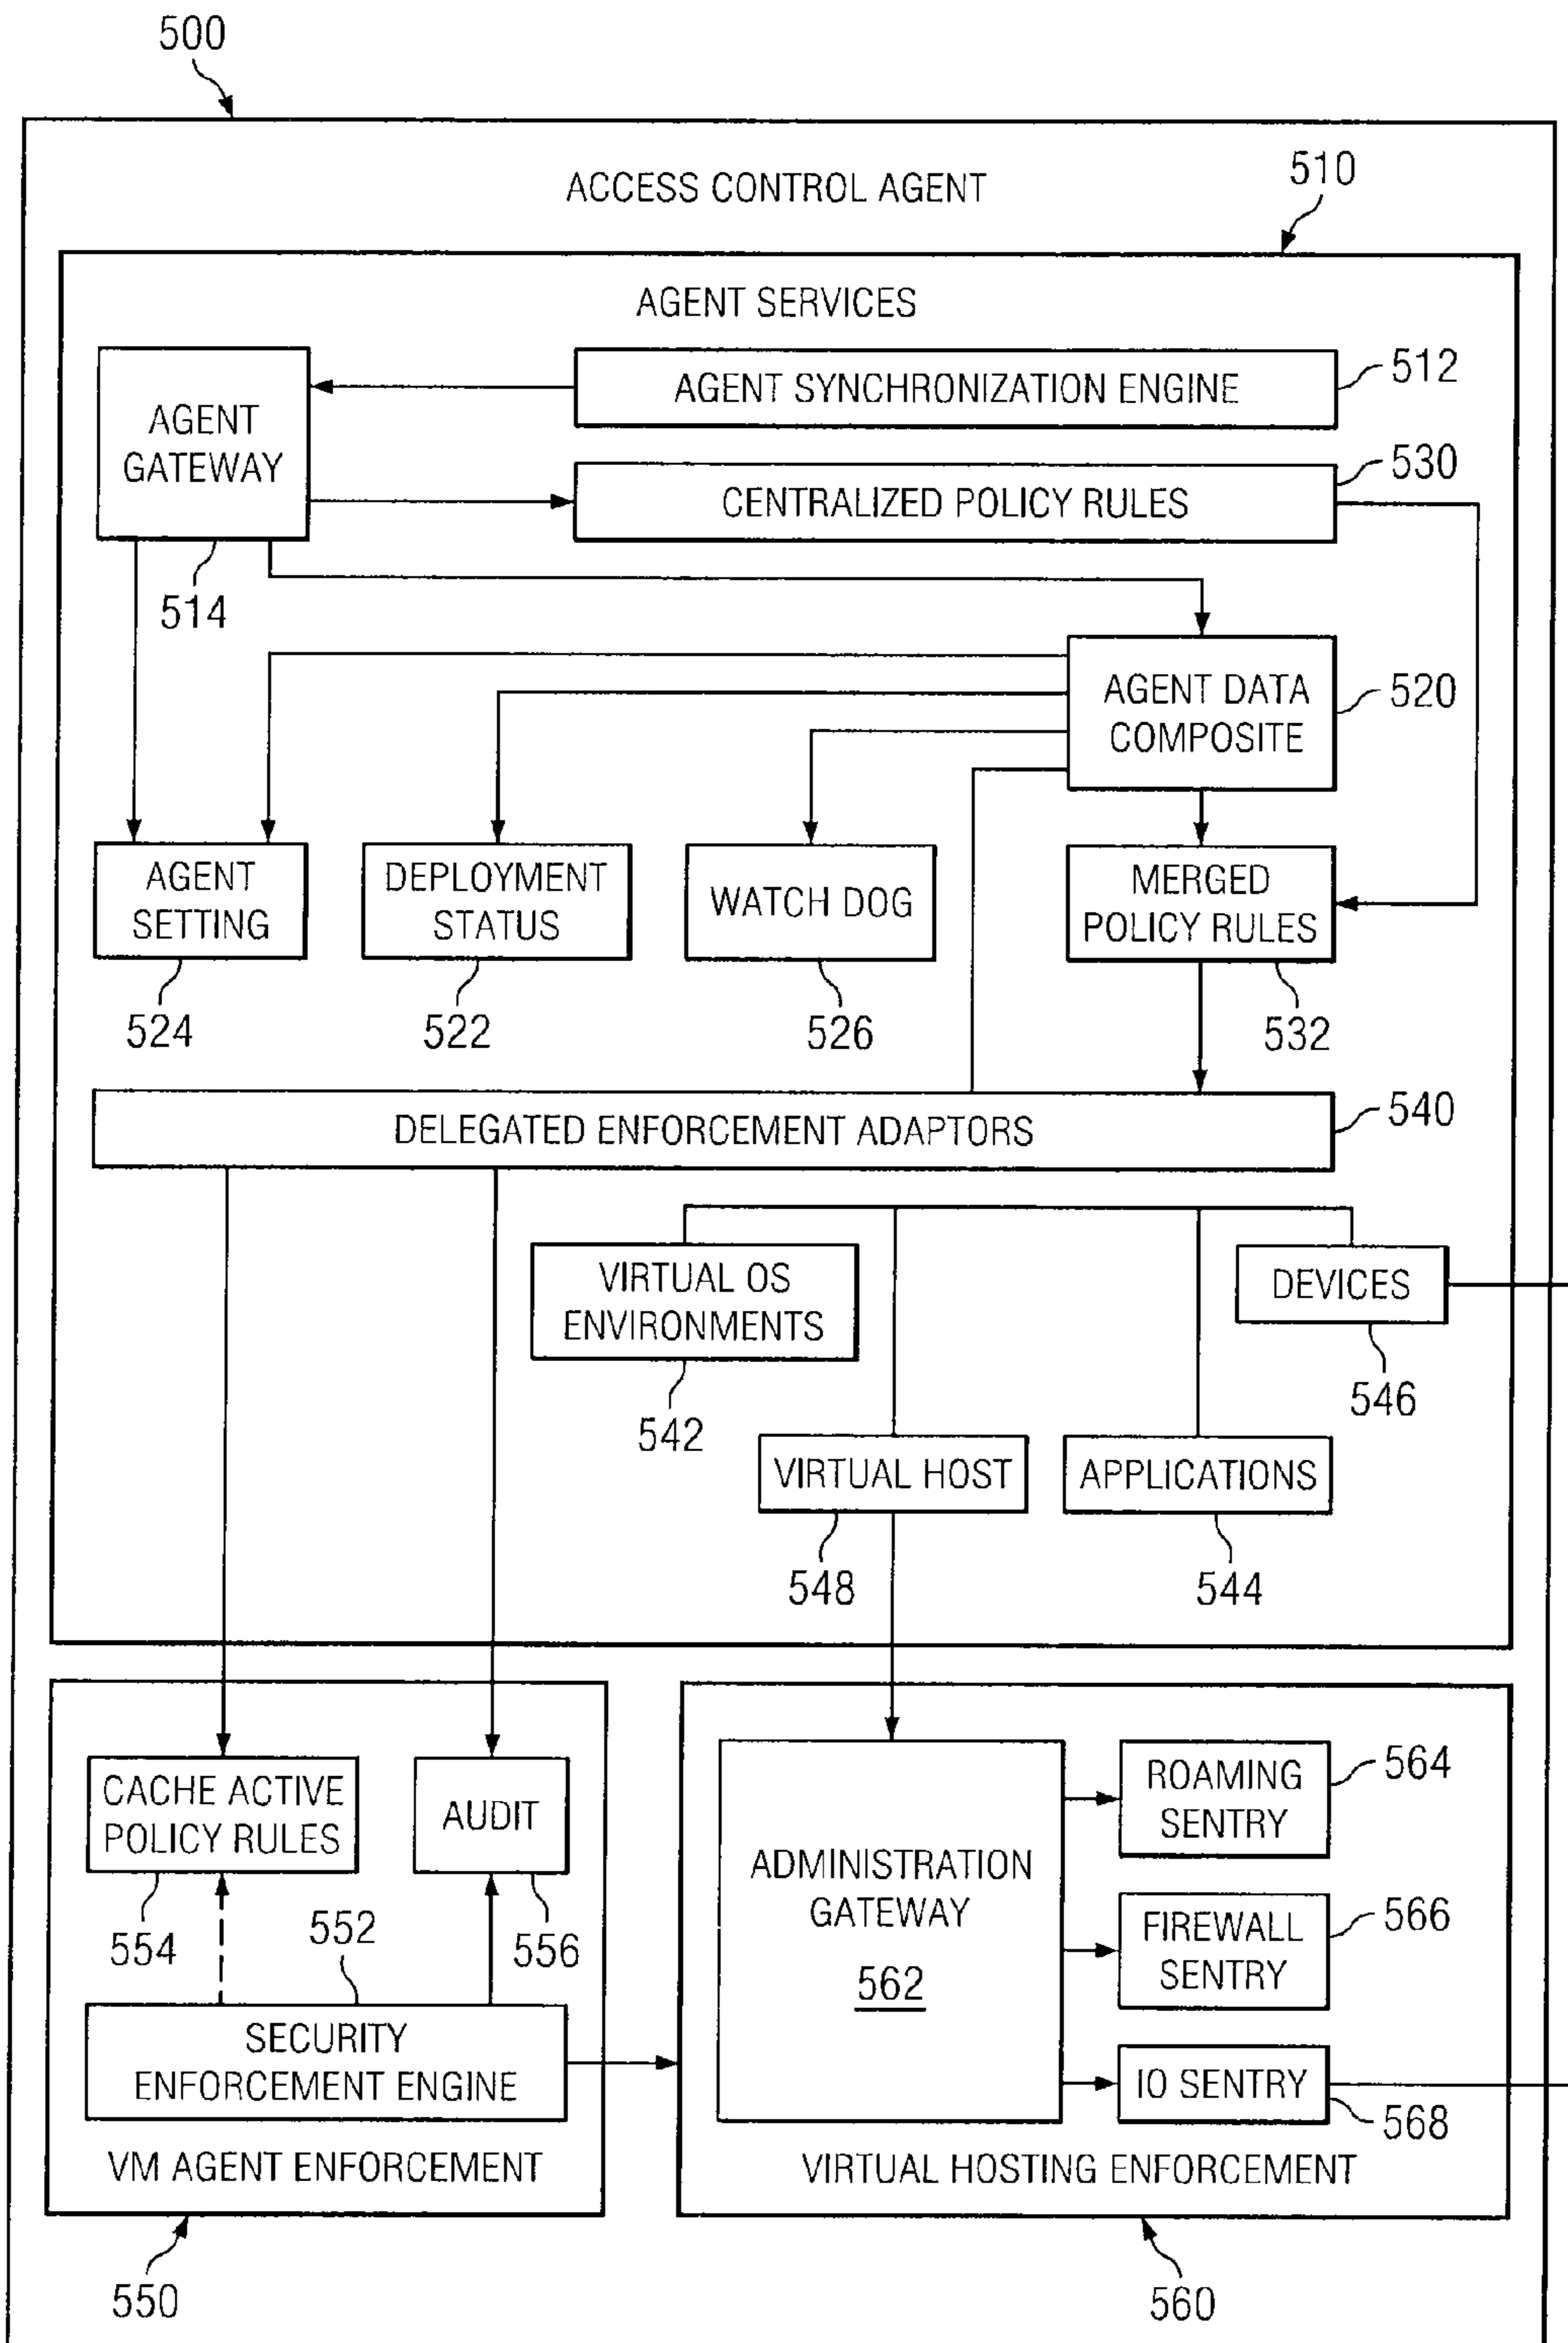 500
ACCESS CONTROL AGENT
510
AGENT SERVICES
AGENT
GATEWAY
514
AGENT SYNCHRONIZATION ENGINE
512
CENTRALIZED POLICY RULES
530
AGENT DATA
COMPOSITE
520
AGENT
SETTING
524
DEPLOYMENT
STATUS
522
WATCH DOG
526
MERGED
POLICY RULES
532
DELEGATED ENFORCEMENT ADAPTORS
540
VIRTUAL OS
ENVIRONMENTS
542
DEVICES
546
VIRTUAL HOST
548
APPLICATIONS
544
CACHE ACTIVE
POLICY RULES
554
AUDIT
556
552
SECURITY
ENFORCEMENT ENGINE
VM AGENT ENFORCEMENT
550
ADMINISTRATION
GATEWAY
562
ROAMING
SENTRY
564
FIREWALL
SENTRY
566
IO SENTRY
568
VIRTUAL HOSTING ENFORCEMENT
560